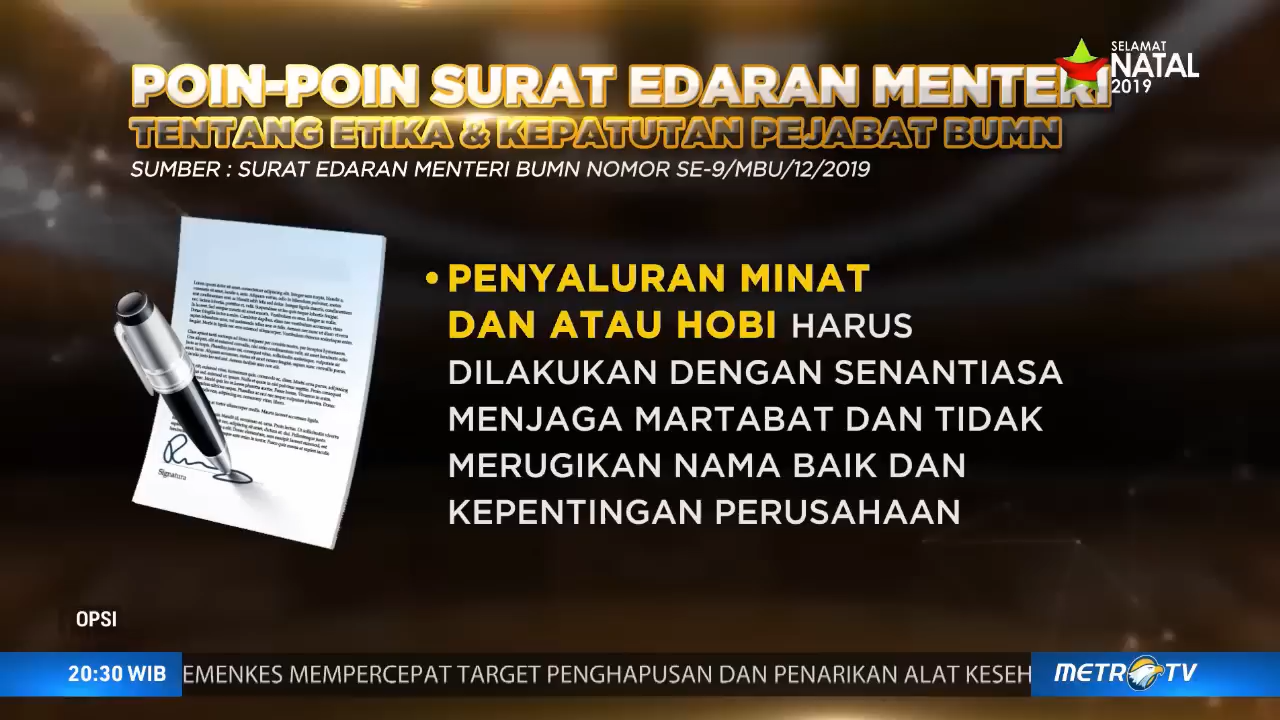 POIN-POIN SURAT EDARAN MENTERI
TENTANG ETIKA & KEPATUTAN PEJABAT BUMN
SUMBER : SURAT EDARAN MENTERI BUMN NOMOR SE-9/MBU/12/2019
SELAMAT
NATAL
2019
• PENYALURAN MINAT
DAN ATAU HOBI HARUS
DILAKUKAN DENGAN SENANTIASA
MENJAGA MARTABAT DAN TIDAK
MERUGIKAN NAMA BAIK DAN
KEPENTINGAN PERUSAHAAN
Signatura
OPSI
20:30 WIB
EMENKES MEMPERCEPAT TARGET PENGHAPUSAN DAN PENARIKAN ALAT KESEH
METRO TV